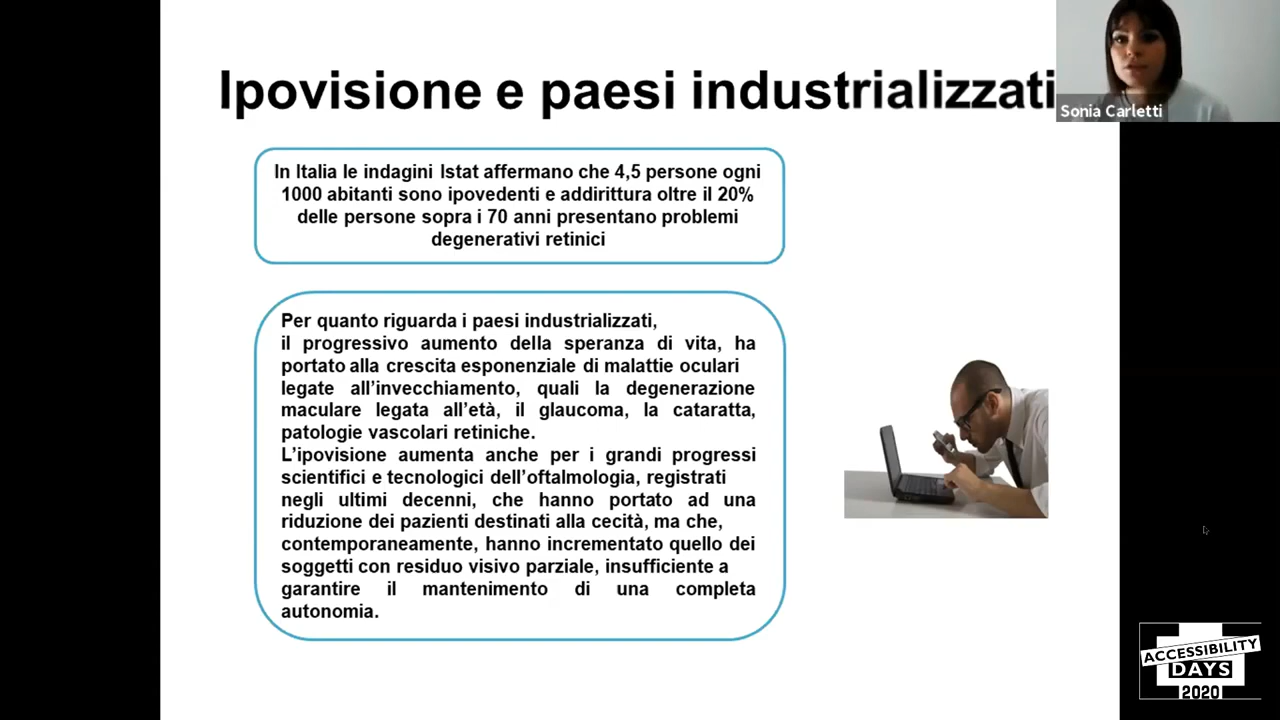 Ipovisione e paesi industrializzati
Sonia Carletti
In Italia le indagini Istat affermano che 4,5 persone ogni
1000 abitanti sono ipovedenti e addirittura oltre il 20%
delle persone sopra i 70 anni presentano problemi
degenerativi retinici
Per quanto riguarda i paesi industrializzati,
il progressivo aumento della speranza di vita, ha
portato alla crescita esponenziale di malattie oculari
legate all’invecchiamento, quali la degenerazione
maculare legata all’età, il glaucoma, la cataratta,
patologie vascolari retiniche.
L’ipovisione aumenta anche per i grandi progressi
scientifici e tecnologici dell’oftalmologia, registrati
negli ultimi decenni, che hanno portato ad una
riduzione dei pazienti destinati alla cecità, ma che,
contemporaneamente, hanno incrementato quello dei
soggetti con residuo visivo parziale, insufficiente a
garantire il mantenimento di una completa
autonomia.
ACCESSIBILITY
DAYS
2020